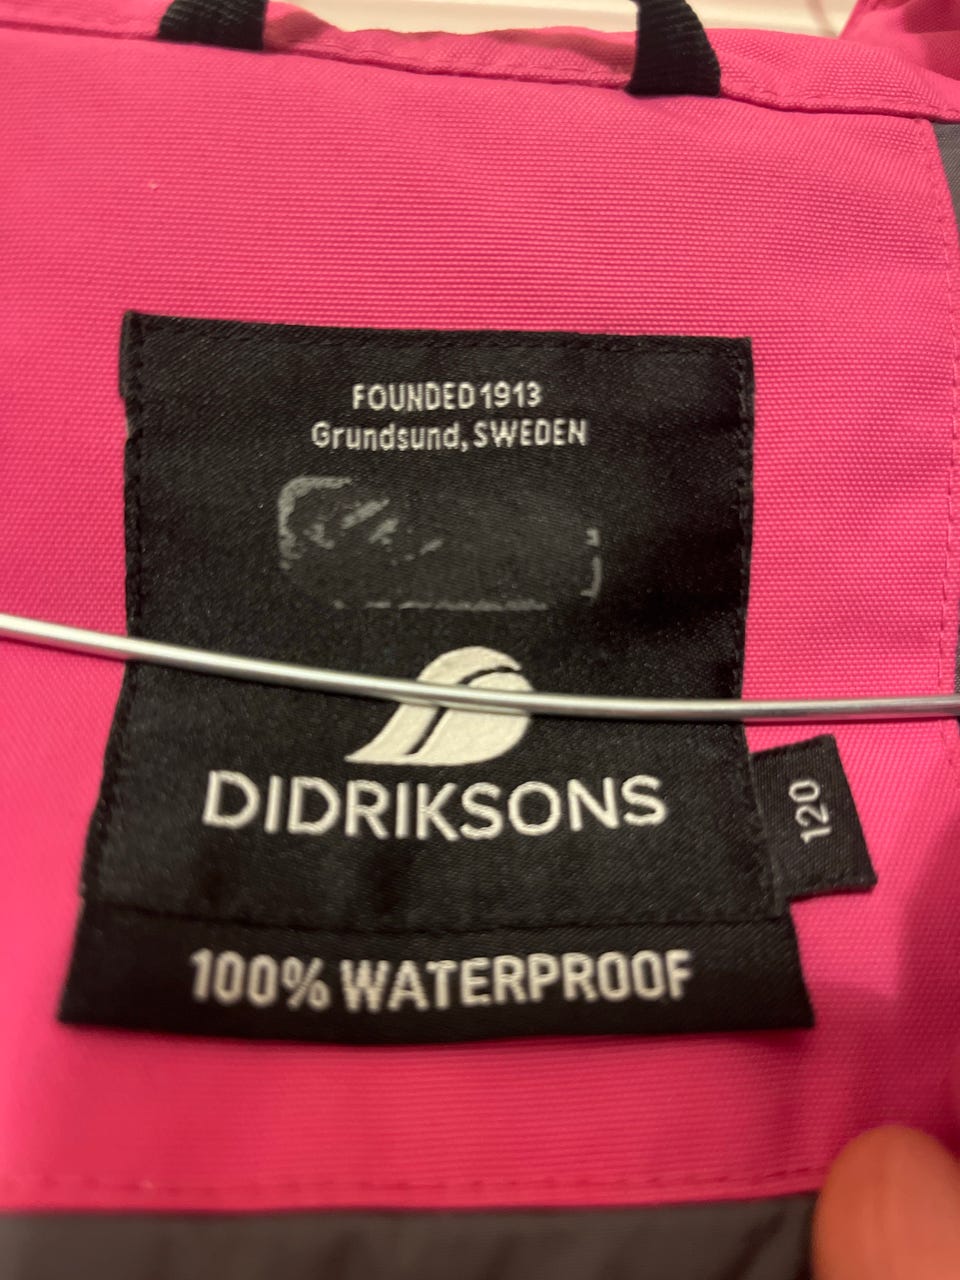 FOUNDED 1913
Grundsund, SWEDEN
DIDRIKSONS
120
100% WATERPROOF